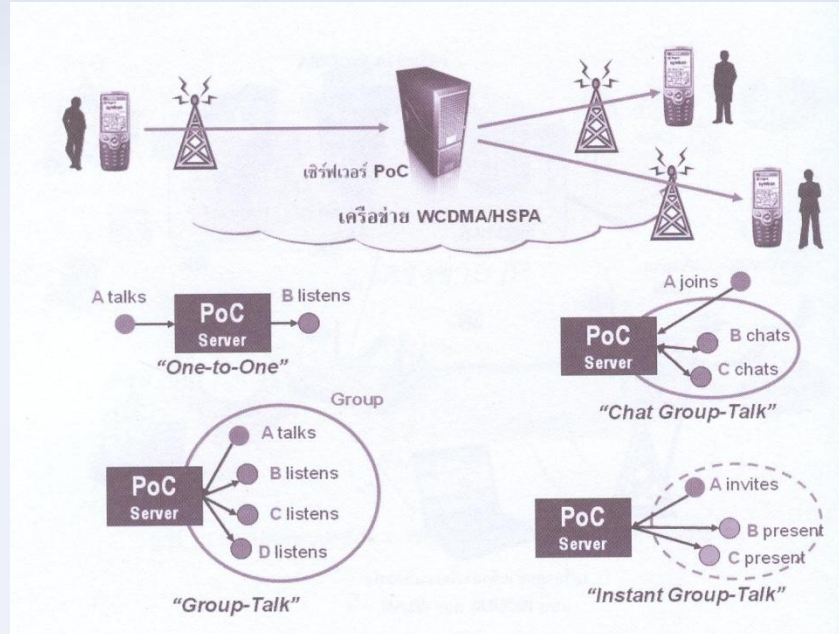 เซิร์ฟเวอร์ PoC
เครือข่าย WCDMA/HSPA
A talks
PoC
Server
B listens
"One-to-One"
A joins
PoC
Server
B chats
C chats
"Chat Group-Talk"
Group
A talks
PoC
Server
B listens
C listens
D listens
"Group-Talk"
A invites
PoC
Server
B present
C present
"Instant Group-Talk"